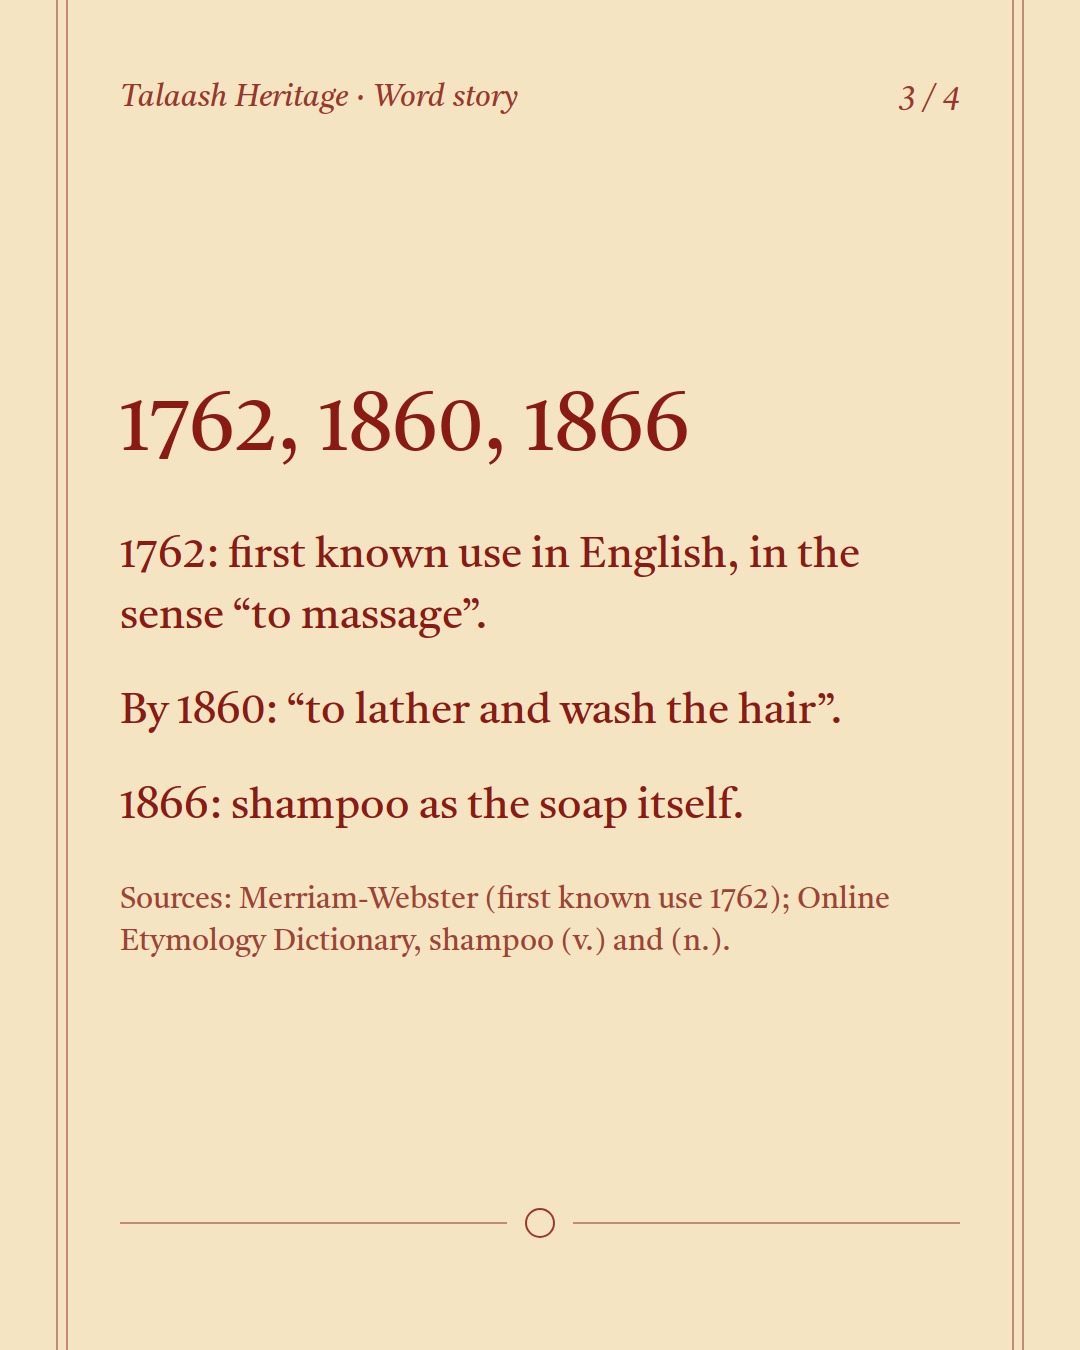 Talaash Heritage · Word story
3 / 4
1762, 1860, 1866
1762: first known use in English, in the
sense “to massage”.
By 1860: “to lather and wash the hair”.
1866: shampoo as the soap itself.
Sources: Merriam-Webster (first known use 1762); Online
Etymology Dictionary, shampoo (v.) and (n.).